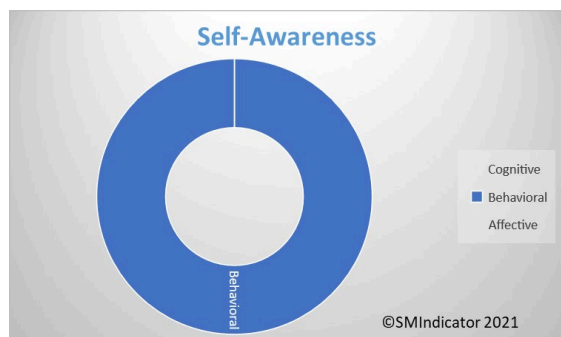 Self-Awareness
Cognitive
Behavioral
Affective
Behavioral
©SMIndicator 2021